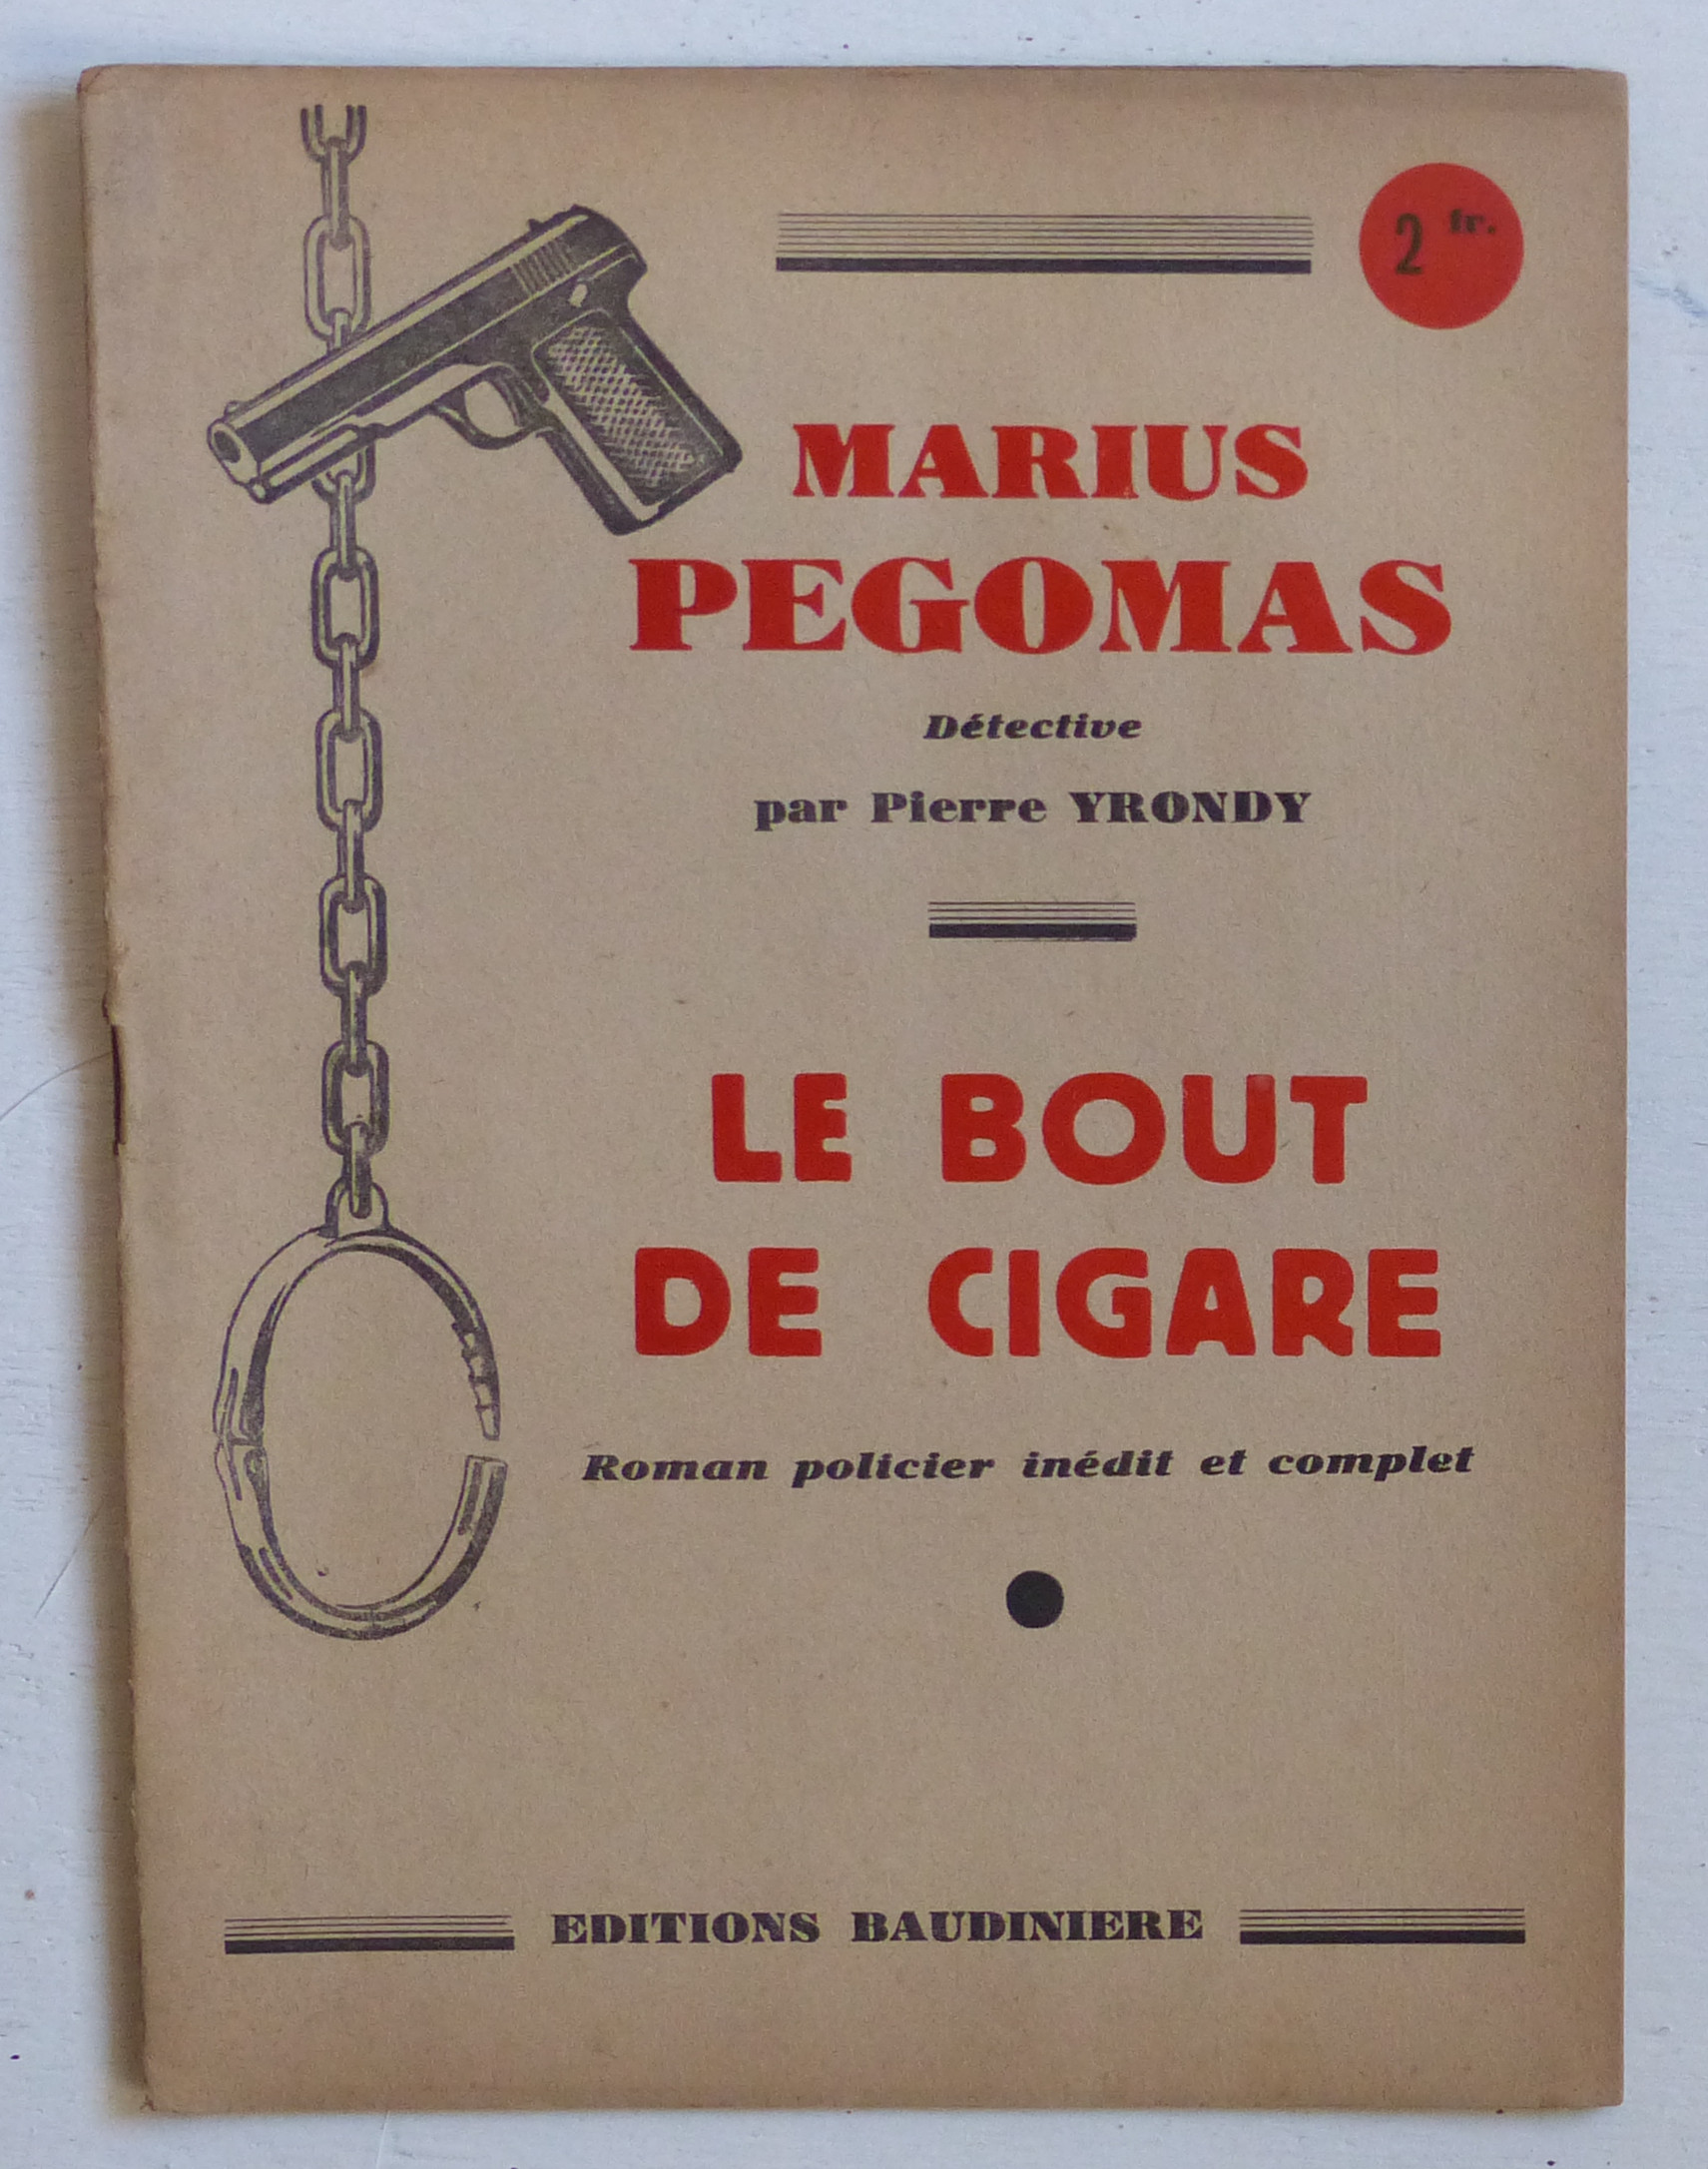 2 fr.
MARIUS
PEGOMAS
Détective
par Pierre YRONDY
LE BOUT
DE CIGARE
Roman policier inédit et complet
EDITIONS BAUDINIERE